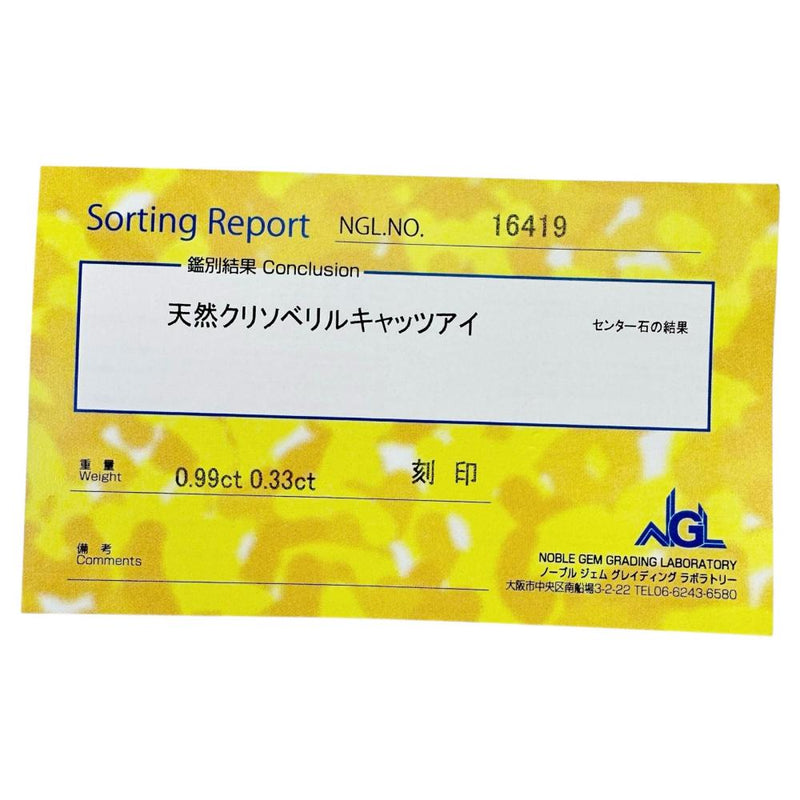 Sorting Report NGL.NO. 16419
鑑別結果 Conclusion
天然クリソベリルキャッツアイ センター石の結果
重量
Weight 0.99ct 0.33ct 刻印
備考
Comments
NGL
NOBLE GEM GRADING LABORATORY
ノーブル ジェム グレイディング ラボラトリー
大阪市中央区南船場3-2-22 TEL06-6243-6580